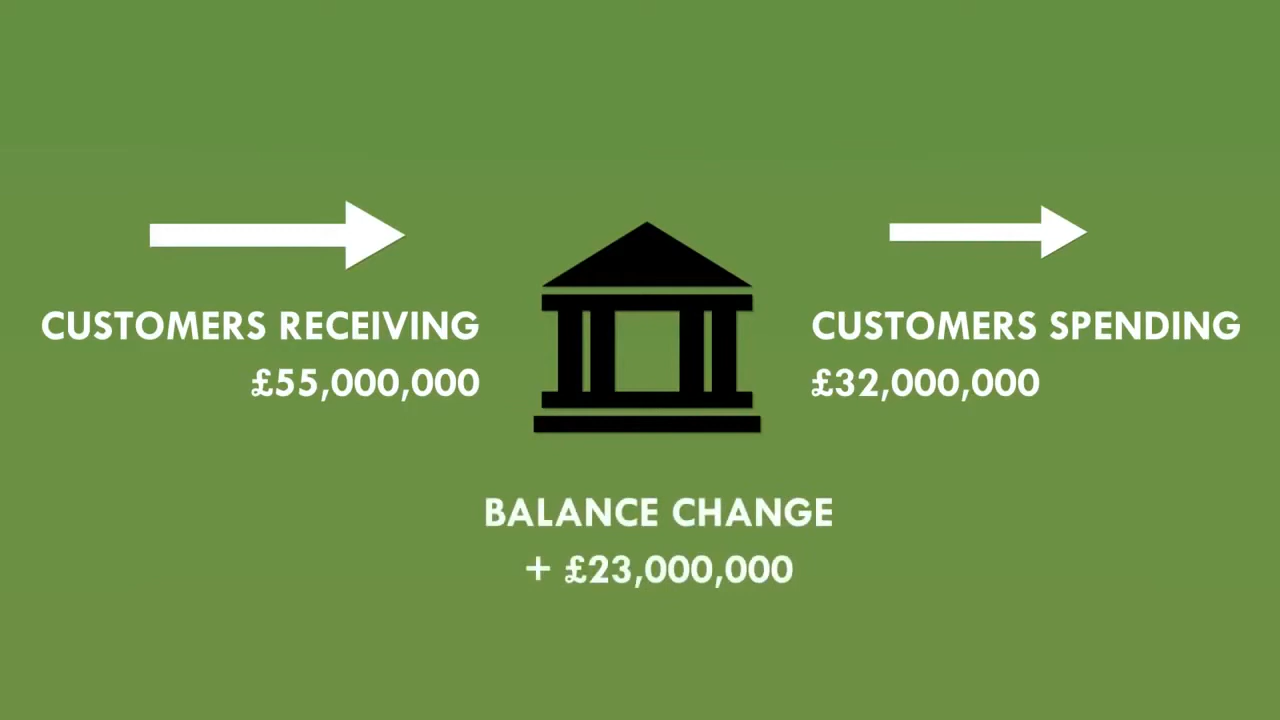 CUSTOMERS RECEIVING
£55,000,000
CUSTOMERS SPENDING
£32,000,000
BALANCE CHANGE
+ £23,000,000